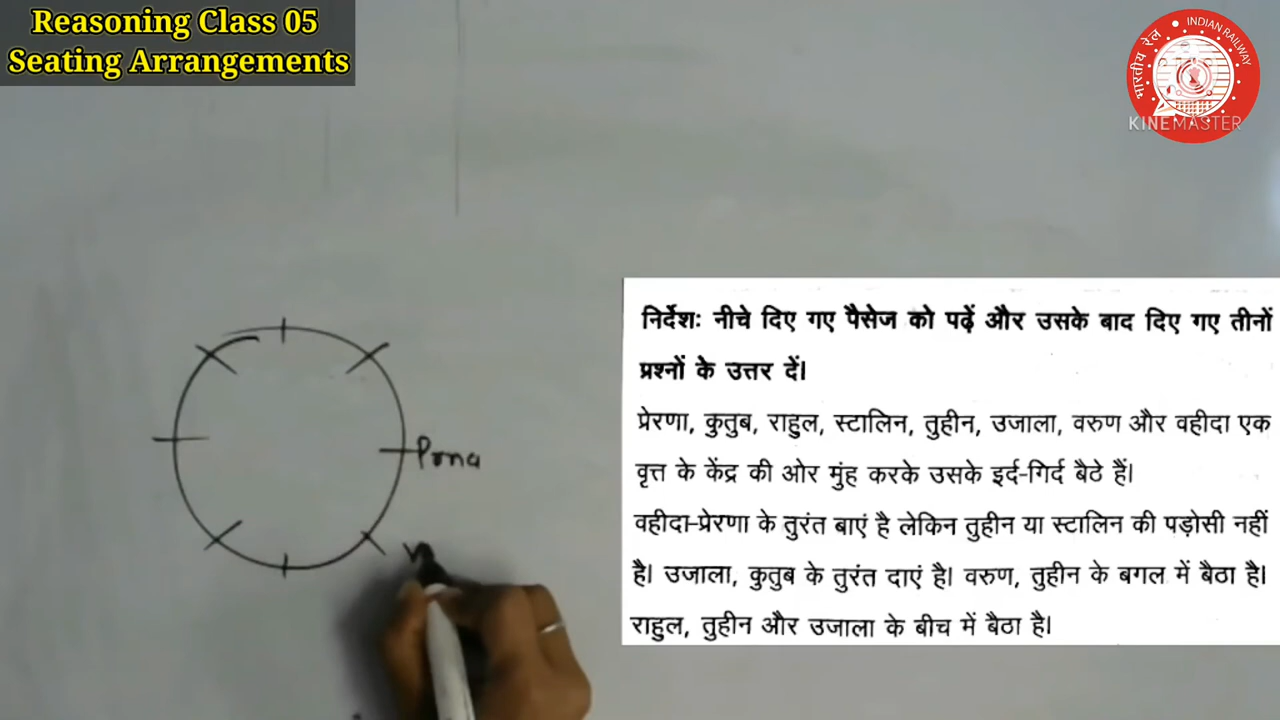 Reasoning Class 05
Seating Arrangements
भारतीय रेल
INDIAN RAILWAY
KINEMASTER
निर्देशः नीचे दिए गए पैसेज को पढ़ें और उसके बाद दिए गए तीनों
प्रश्नों के उत्तर दें।
प्रेरणा, कुतुब, राहुल, स्टालिन, तुहीन, उजाला, वरुण और वहीदा एक
वृत्त के केंद्र की ओर मुंह करके उसके इर्द-गिर्द बैठे हैं।
वहीदा-प्रेरणा के तुरंत बाएं है लेकिन तुहीन या स्टालिन की पड़ोसी नहीं
है। उजाला, कुतुब के तुरंत दाएं है। वरुण, तुहीन के बगल में बैठा है।
राहुल, तुहीन और उजाला के बीच में बैठा है।